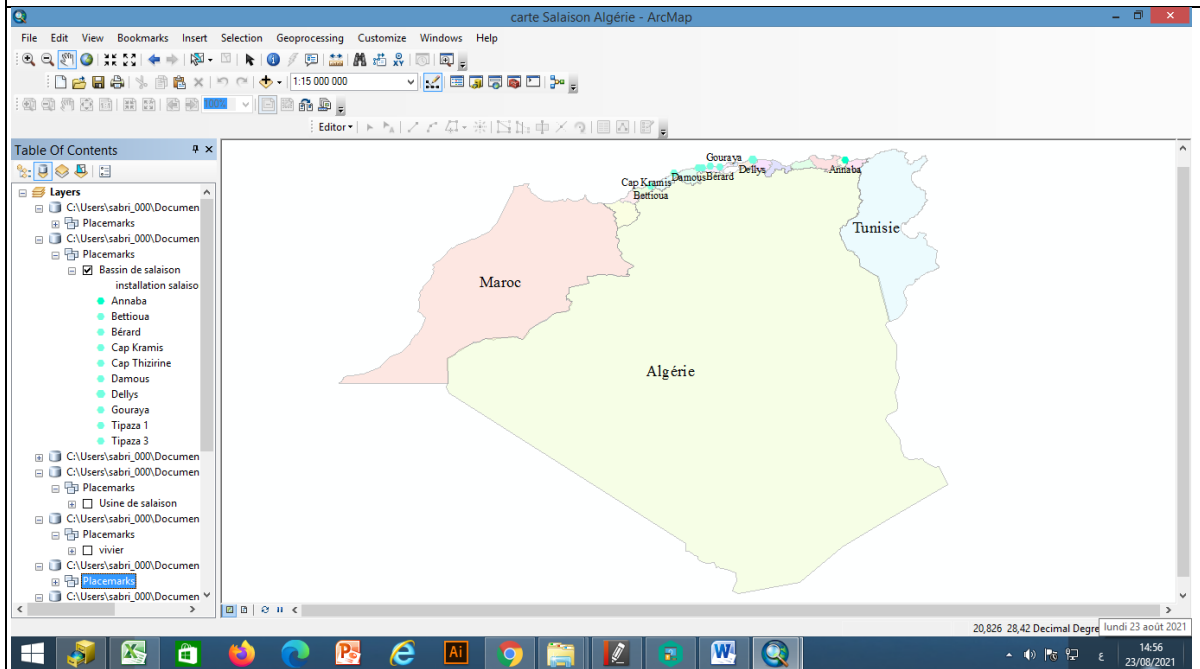 carte Salaison Algérie - ArcMap
File Edit View Bookmarks Insert Selection Geoprocessing Customize Windows Help
1:15 000 000
100%
Editor
Table Of Contents
Layers
C:\Users\sabri_000\Documen
Placemarks
C:\Users\sabri_000\Documen
Placemarks
Bassin de salaison
installation salaiso
Annaba
Bettioua
Bérard
Cap Kramis
Cap Thizirine
Damous
Dellys
Gouraya
Tipaza 1
Tipaza 3
C:\Users\sabri_000\Documen
C:\Users\sabri_000\Documen
Placemarks
Usine de salaison
C:\Users\sabri_000\Documen
Placemarks
vivier
C:\Users\sabri_000\Documen
Placemarks
C:\Users\sabri_000\Documen
Gouraya
Cap Kramis Damous Bérard Dellys Annaba
Bettioua
Tunisie
Maroc
Algérie
20,826 28,42 Decimal Degre
lundi 23 août 2021
Ai
ع
14:56
23/08/2021